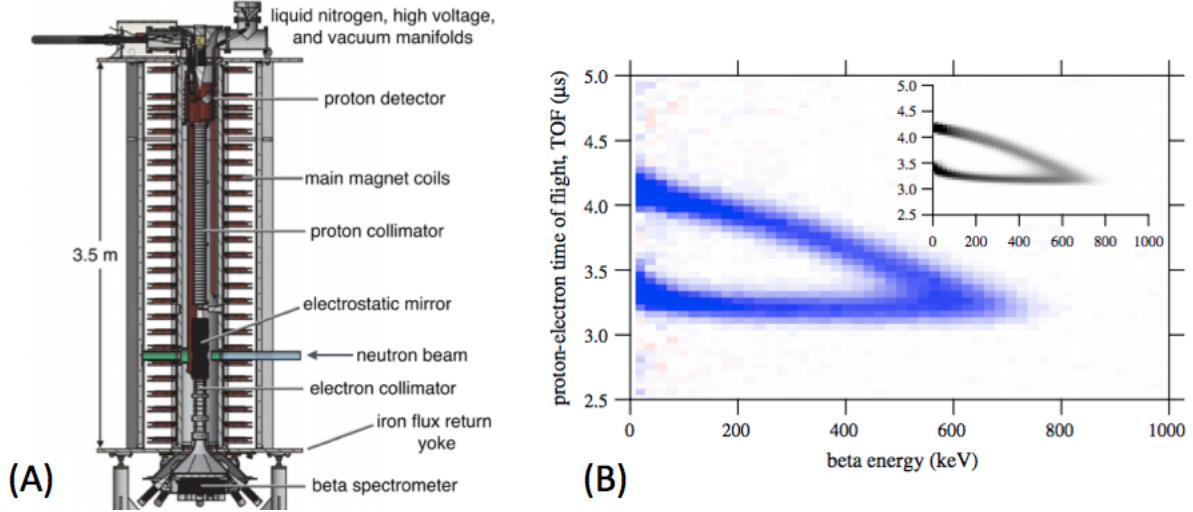 liquid nitrogen, high voltage,
and vacuum manifolds
proton detector
main magnet coils
proton collimator
3.5 m
electrostatic mirror
neutron beam
electron collimator
iron flux return
yoke
beta spectrometer
(A)
proton-electron time of flight, TOF (μs)
5.0
4.5
4.0
3.5
3.0
2.5
0 200 400 600 800 1000
beta energy (keV)
5.0
4.5
4.0
3.5
3.0
2.5
0 200 400 600 800 1000
(B)